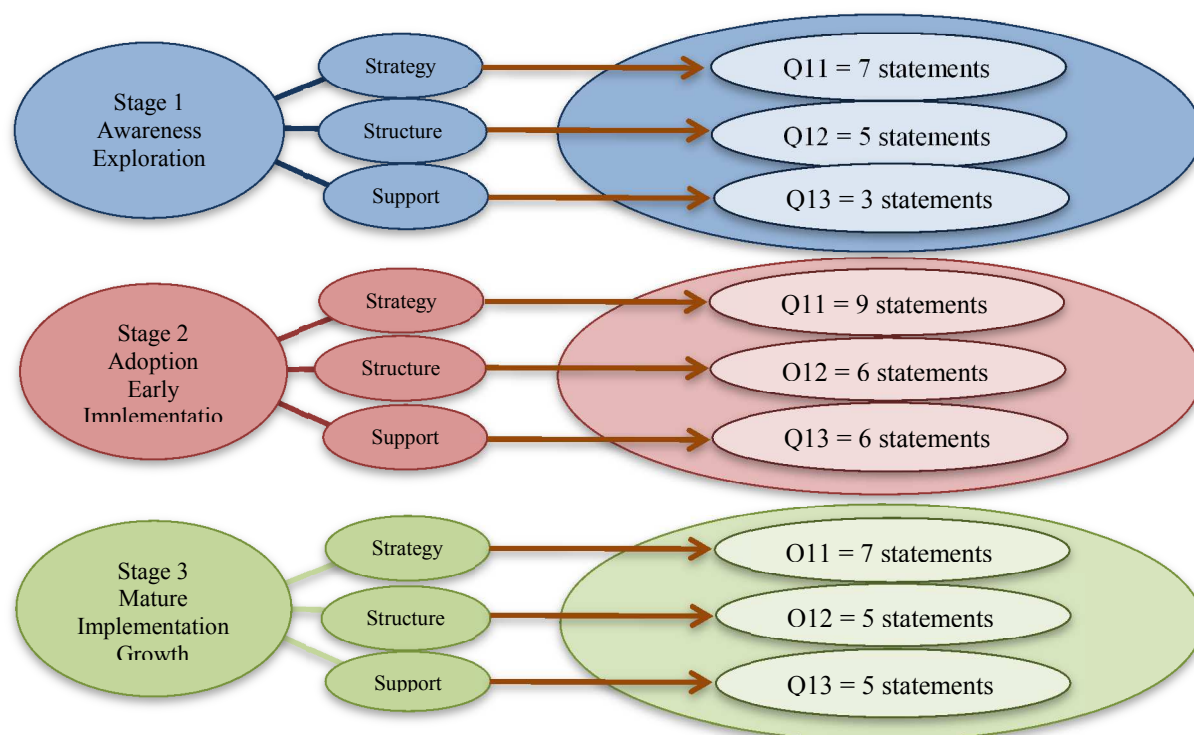 Stage 1
Awareness
Exploration
Strategy
Structure
Support
Q11 = 7 statements
Q12 = 5 statements
Q13 = 3 statements
Stage 2
Adoption
Early
Implementatio
Strategy
Structure
Support
Q11 = 9 statements
O12 = 6 statements
Q13 = 6 statements
Stage 3
Mature
Implementation
Growth
Strategy
Structure
Support
O11 = 7 statements
O12 = 5 statements
Q13 = 5 statements